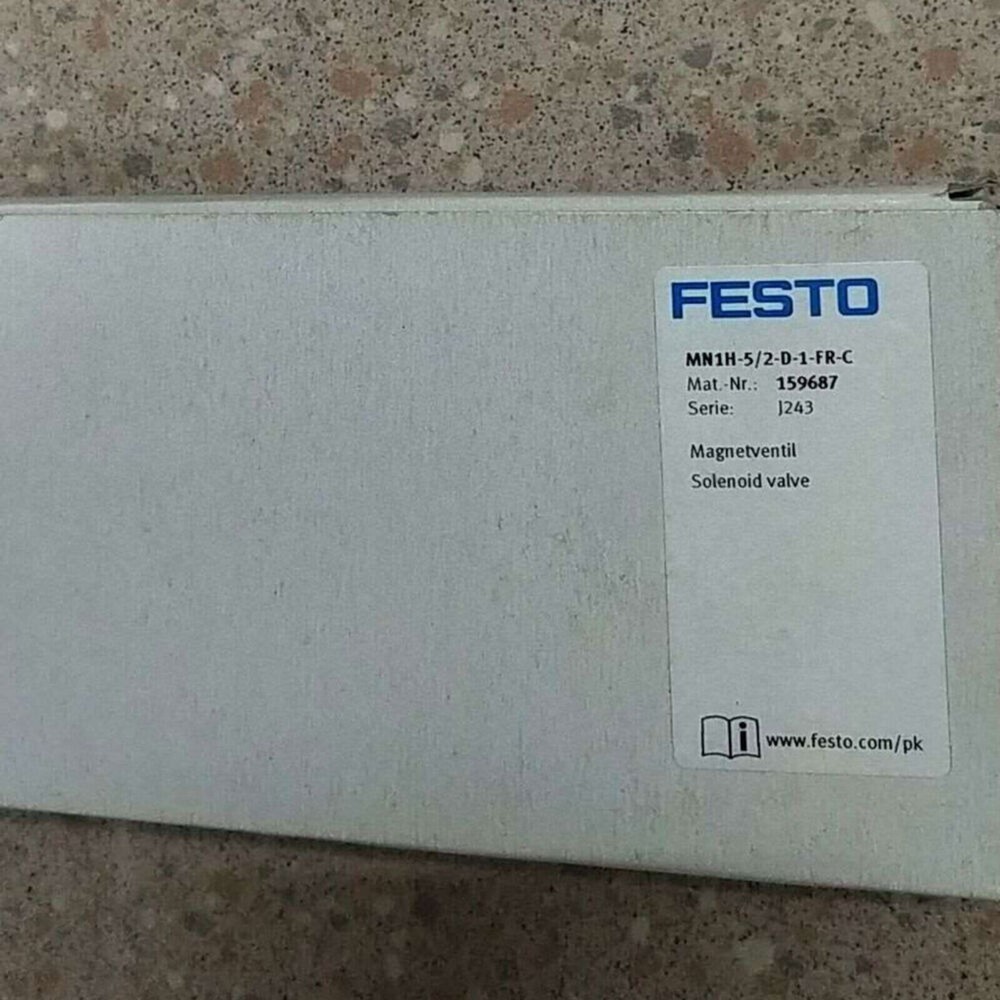 FESTO
MN1H-5/2-D-1-FR-C
Mat.-Nr.: 159687
Serie: J243
Magnetventil
Solenoid valve
i www.festo.com/pk